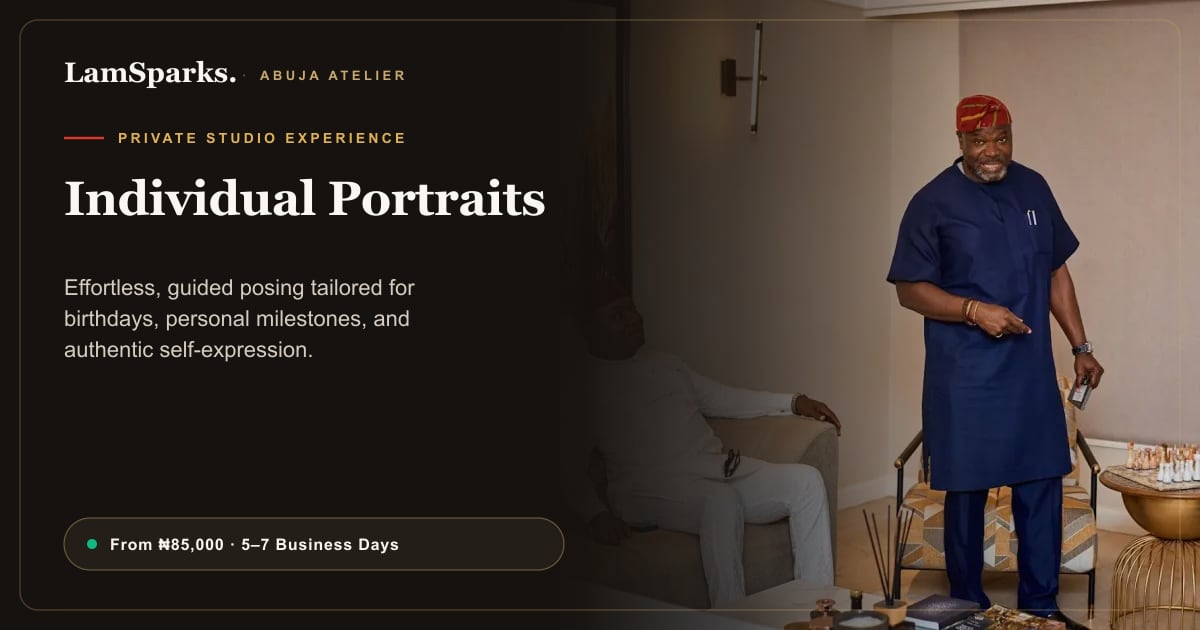 LamSparks. · ABUJA ATELIER
PRIVATE STUDIO EXPERIENCE
Individual Portraits
Effortless, guided posing tailored for
birthdays, personal milestones, and
authentic self-expression.
From ₦85,000 · 5–7 Business Days